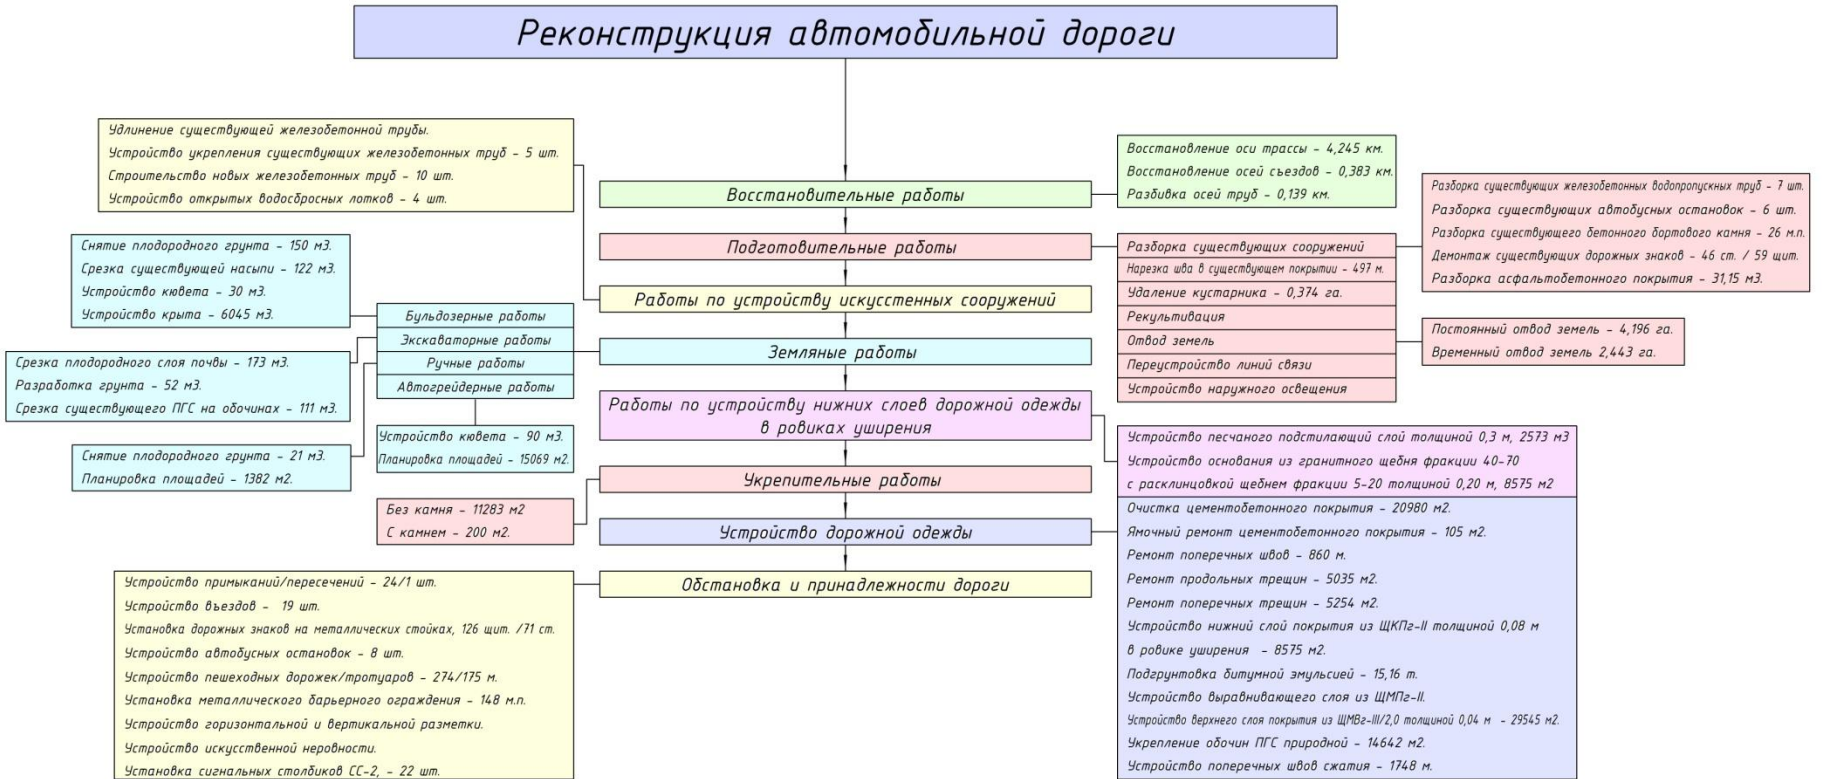 Реконструкция автомобильной дороги
Удлинение существующей железобетонной трубы.
Устройство укрепления существующих железобетонных труб – 5 шт.
Строительство новых железобетонных труб – 10 шт.
Устройство открытых водосбросных лотков – 4 шт.
Восстановление оси трассы – 4,245 км.
Восстановление осей съездов – 0,383 км.
Разбивка осей труб – 0,139 км.
Восстановительные работы
Разборка существующих железобетонных водопропускных труб – 7 шт.
Разборка существующих автобусных остановок – 6 шт.
Разборка существующего бетонного бортового камня – 26 м.п.
Демонтаж существующих дорожных знаков – 46 ст. / 59 щит.
Разборка асфальтобетонного покрытия – 31,15 м3.
Подготовительные работы
Разборка существующих сооружений
Нарезка шва в существующем покрытии – 497 м.
Удаление кустарника – 0,374 га.
Рекультивация
Отвод земель
Переустройство линий связи
Устройство наружного освещения
Постоянный отвод земель – 4,196 га.
Временный отвод земель 2,443 га.
Снятие плодородного грунта – 150 м3.
Срезка существующей насыпи – 122 м3.
Устройство кювета – 30 м3.
Устройство крыта – 6045 м3.
Работы по устройству искусстенных сооружений
Бульдозерные работы
Экскаваторные работы
Ручные работы
Автогрейдерные работы
Земляные работы
Срезка плодородного слоя почвы – 173 м3.
Разработка грунта – 52 м3.
Срезка существующего ПГС на обочинах – 111 м3.
Работы по устройству нижних слоев дорожной одежды
в ровиках уширения
Устройство кювета – 90 м3.
Планировка площадей – 15069 м2.
Снятие плодородного грунта – 21 м3.
Планировка площадей – 1382 м2.
Устройство песчаного подстилающий слой толщиной 0,3 м, 2573 м3
Устройство основания из гранитного щебня фракции 40-70
с расклинцовкой щебнем фракции 5-20 толщиной 0,20 м, 8575 м2
Укрепительные работы
Без камня – 11283 м2
С камнем – 200 м2.
Устройство дорожной одежды
Очистка цементобетонного покрытия – 20980 м2.
Ямочный ремонт цементобетонного покрытия – 105 м2.
Ремонт поперечных швов – 860 м.
Ремонт продольных трещин – 5035 м2.
Ремонт поперечных трещин – 5254 м2.
Устройство нижний слой покрытия из ЩКПг-II толщиной 0,08 м
в ровике уширения – 8575 м2.
Подгрунтовка битумной эмульсией – 15,16 т.
Устройство выравнивающего слоя из ЩМПг-II.
Устройство верхнего слоя покрытия из ЩМВг-III/2,0 толщиной 0,04 м – 29545 м2.
Укрепление обочин ПГС природной – 14642 м2.
Устройство поперечных швов сжатия – 1748 м.
Обстановка и принадлежности дороги
Устройство примыканий/пересечений – 24/1 шт.
Устройство въездов – 19 шт.
Установка дорожных знаков на металлических стойках, 126 щит. /71 ст.
Устройство автобусных остановок – 8 шт.
Устройство пешеходных дорожек/тротуаров – 274/175 м.
Установка металлического барьерного ограждения – 148 м.п.
Устройство горизонтальной и вертикальной разметки.
Устройство искусственной неровности.
Установка сигнальных столбиков СС-2, – 22 шт.